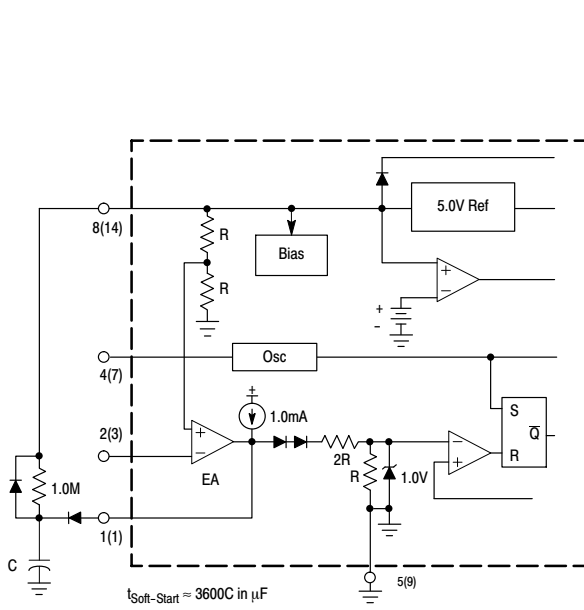 5.0V Ref
8(14)
R
Bias
R
+
−
+
−
Osc
4(7)
+
S
1.0mA
Q̅
2(3)
+
−
−
+
R
2R
R
EA
1.0V
1.0M
1(1)
C
5(9)
tSoft-Start ≈ 3600C in µF